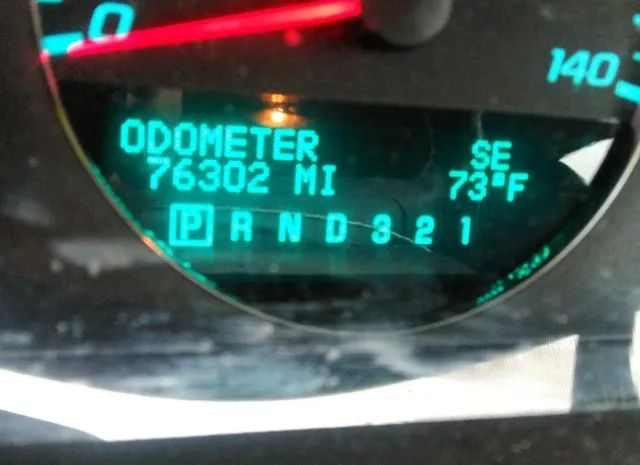 0
140
ODOMETER SE
76302 MI 73°F
P R N D 3 2 1